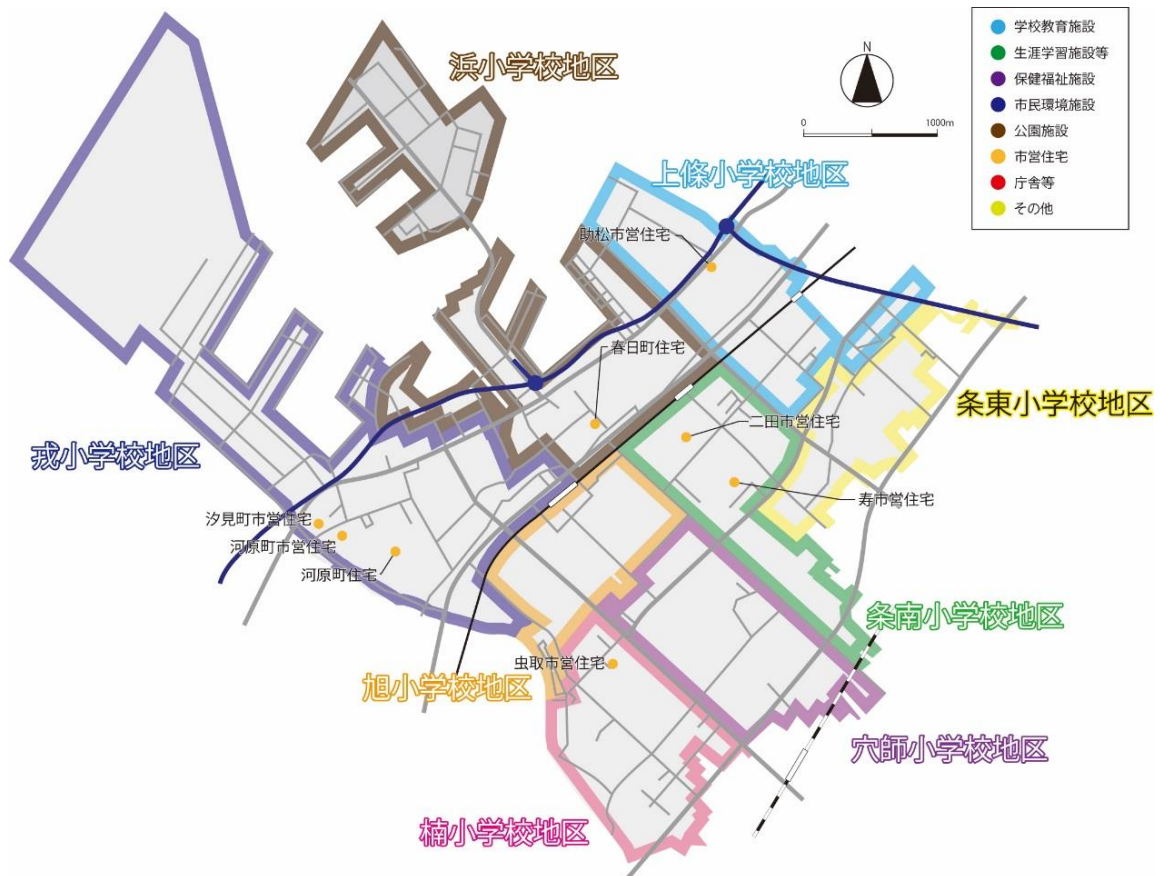 浜小学校地区
学校教育施設
生涯学習施設等
保健福祉施設
市民環境施設
公園施設
市営住宅
庁舎等
その他
N
0
1000m
上條小学校地区
助松市営住宅
春日町住宅
条東小学校地区
二田市営住宅
戎小学校地区
寿市営住宅
汐見町市営住宅
河原町市営住宅
河原町住宅
条南小学校地区
虫取市営住宅
旭小学校地区
穴師小学校地区
楠小学校地区